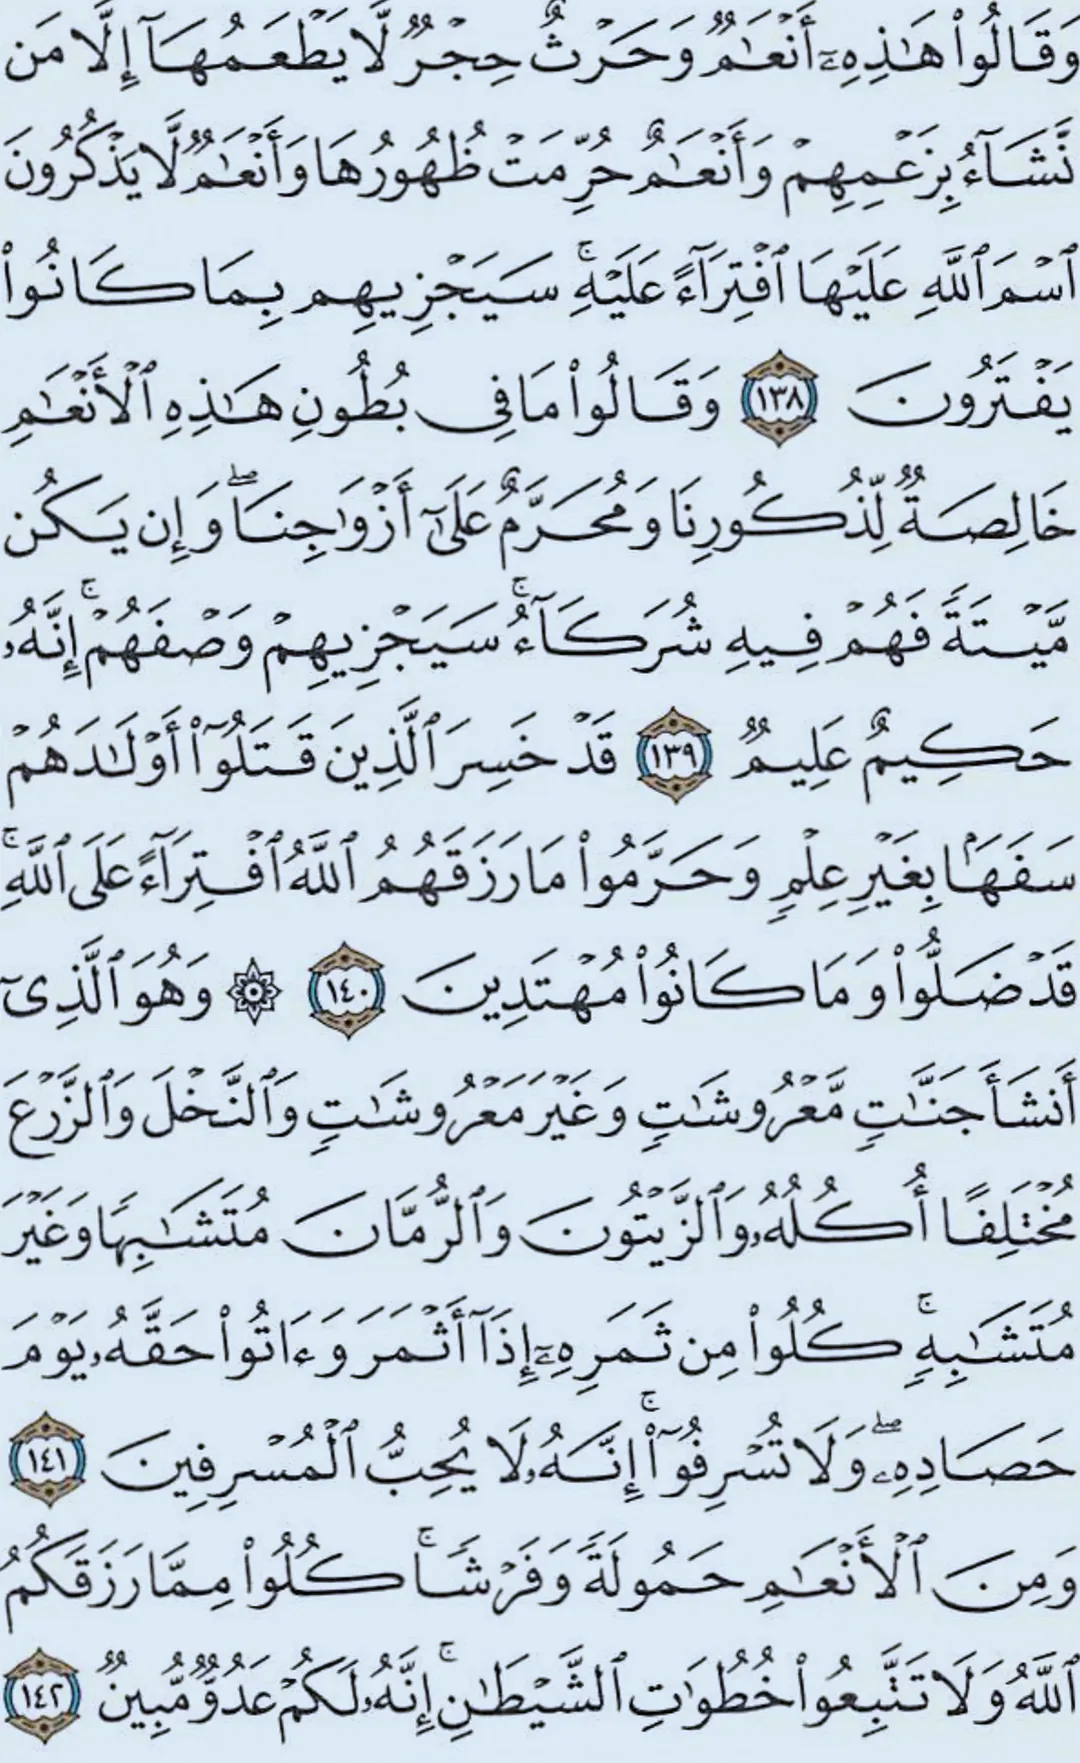 وَقَالُوا۟ هَـٰذِهِۦٓ أَنْعَـٰمٌۭ وَحَرْثٌ حِجْرٌۭ لَّا يَطْعَمُهَآ إِلَّا مَن
نَّشَآءُ بِزَعْمِهِمْ وَأَنْعَـٰمٌ حُرِّمَتْ ظُهُورُهَا وَأَنْعَـٰمٌۭ لَّا يَذْكُرُونَ
ٱسْمَ ٱللَّهِ عَلَيْهَا ٱفْتِرَآءً عَلَيْهِ ۚ سَيَجْزِيهِم بِمَا كَانُوا۟
يَفْتَرُونَ ١٣٨ وَقَالُوا۟ مَا فِى بُطُونِ هَـٰذِهِ ٱلْأَنْعَـٰمِ
خَالِصَةٌۭ لِّذُكُورِنَا وَمُحَرَّمٌ عَلَىٰٓ أَزْوَٰجِنَا ۖ وَإِن يَكُن
مَّيْتَةًۭ فَهُمْ فِيهِ شُرَكَآءُ ۚ سَيَجْزِيهِمْ وَصْفَهُمْ ۚ إِنَّهُۥ
حَكِيمٌ عَلِيمٌۭ ١٣٩ قَدْ خَسِرَ ٱلَّذِينَ قَتَلُوٓا۟ أَوْلَـٰدَهُمْ
سَفَهًۢا بِغَيْرِ عِلْمٍۢ وَحَرَّمُوا۟ مَا رَزَقَهُمُ ٱللَّهُ ٱفْتِرَآءً عَلَى ٱللَّهِ ۚ
قَدْ ضَلُّوا۟ وَمَا كَانُوا۟ مُهْتَدِينَ ١٤٠ ۞ وَهُوَ ٱلَّذِىٓ
أَنشَأَ جَنَّـٰتٍۢ مَّعْرُوشَـٰتٍۢ وَغَيْرَ مَعْرُوشَـٰتٍۢ وَٱلنَّخْلَ وَٱلزَّرْعَ
مُخْتَلِفًا أُكُلُهُۥ وَٱلزَّيْتُونَ وَٱلرُّمَّانَ مُتَشَـٰبِهًۭا وَغَيْرَ
مُتَشَـٰبِهٍۢ ۚ كُلُوا۟ مِن ثَمَرِهِۦٓ إِذَآ أَثْمَرَ وَءَاتُوا۟ حَقَّهُۥ يَوْمَ
حَصَادِهِۦ ۖ وَلَا تُسْرِفُوٓا۟ ۚ إِنَّهُۥ لَا يُحِبُّ ٱلْمُسْرِفِينَ ١٤١
وَمِنَ ٱلْأَنْعَـٰمِ حَمُولَةًۭ وَفَرْشًۭا ۚ كُلُوا۟ مِمَّا رَزَقَكُمُ
ٱللَّهُ وَلَا تَتَّبِعُوا۟ خُطُوَٰتِ ٱلشَّيْطَـٰنِ ۚ إِنَّهُۥ لَكُمْ عَدُوٌّۭ مُّبِينٌۭ ١٤٢